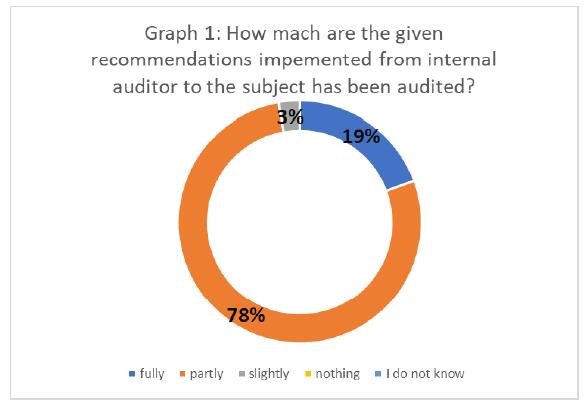 Graph 1: How mach are the given
recommendations impemented from internal
auditor to the subject has been audited?
3%
19%
78%
fully partly slightly nothing I do not know